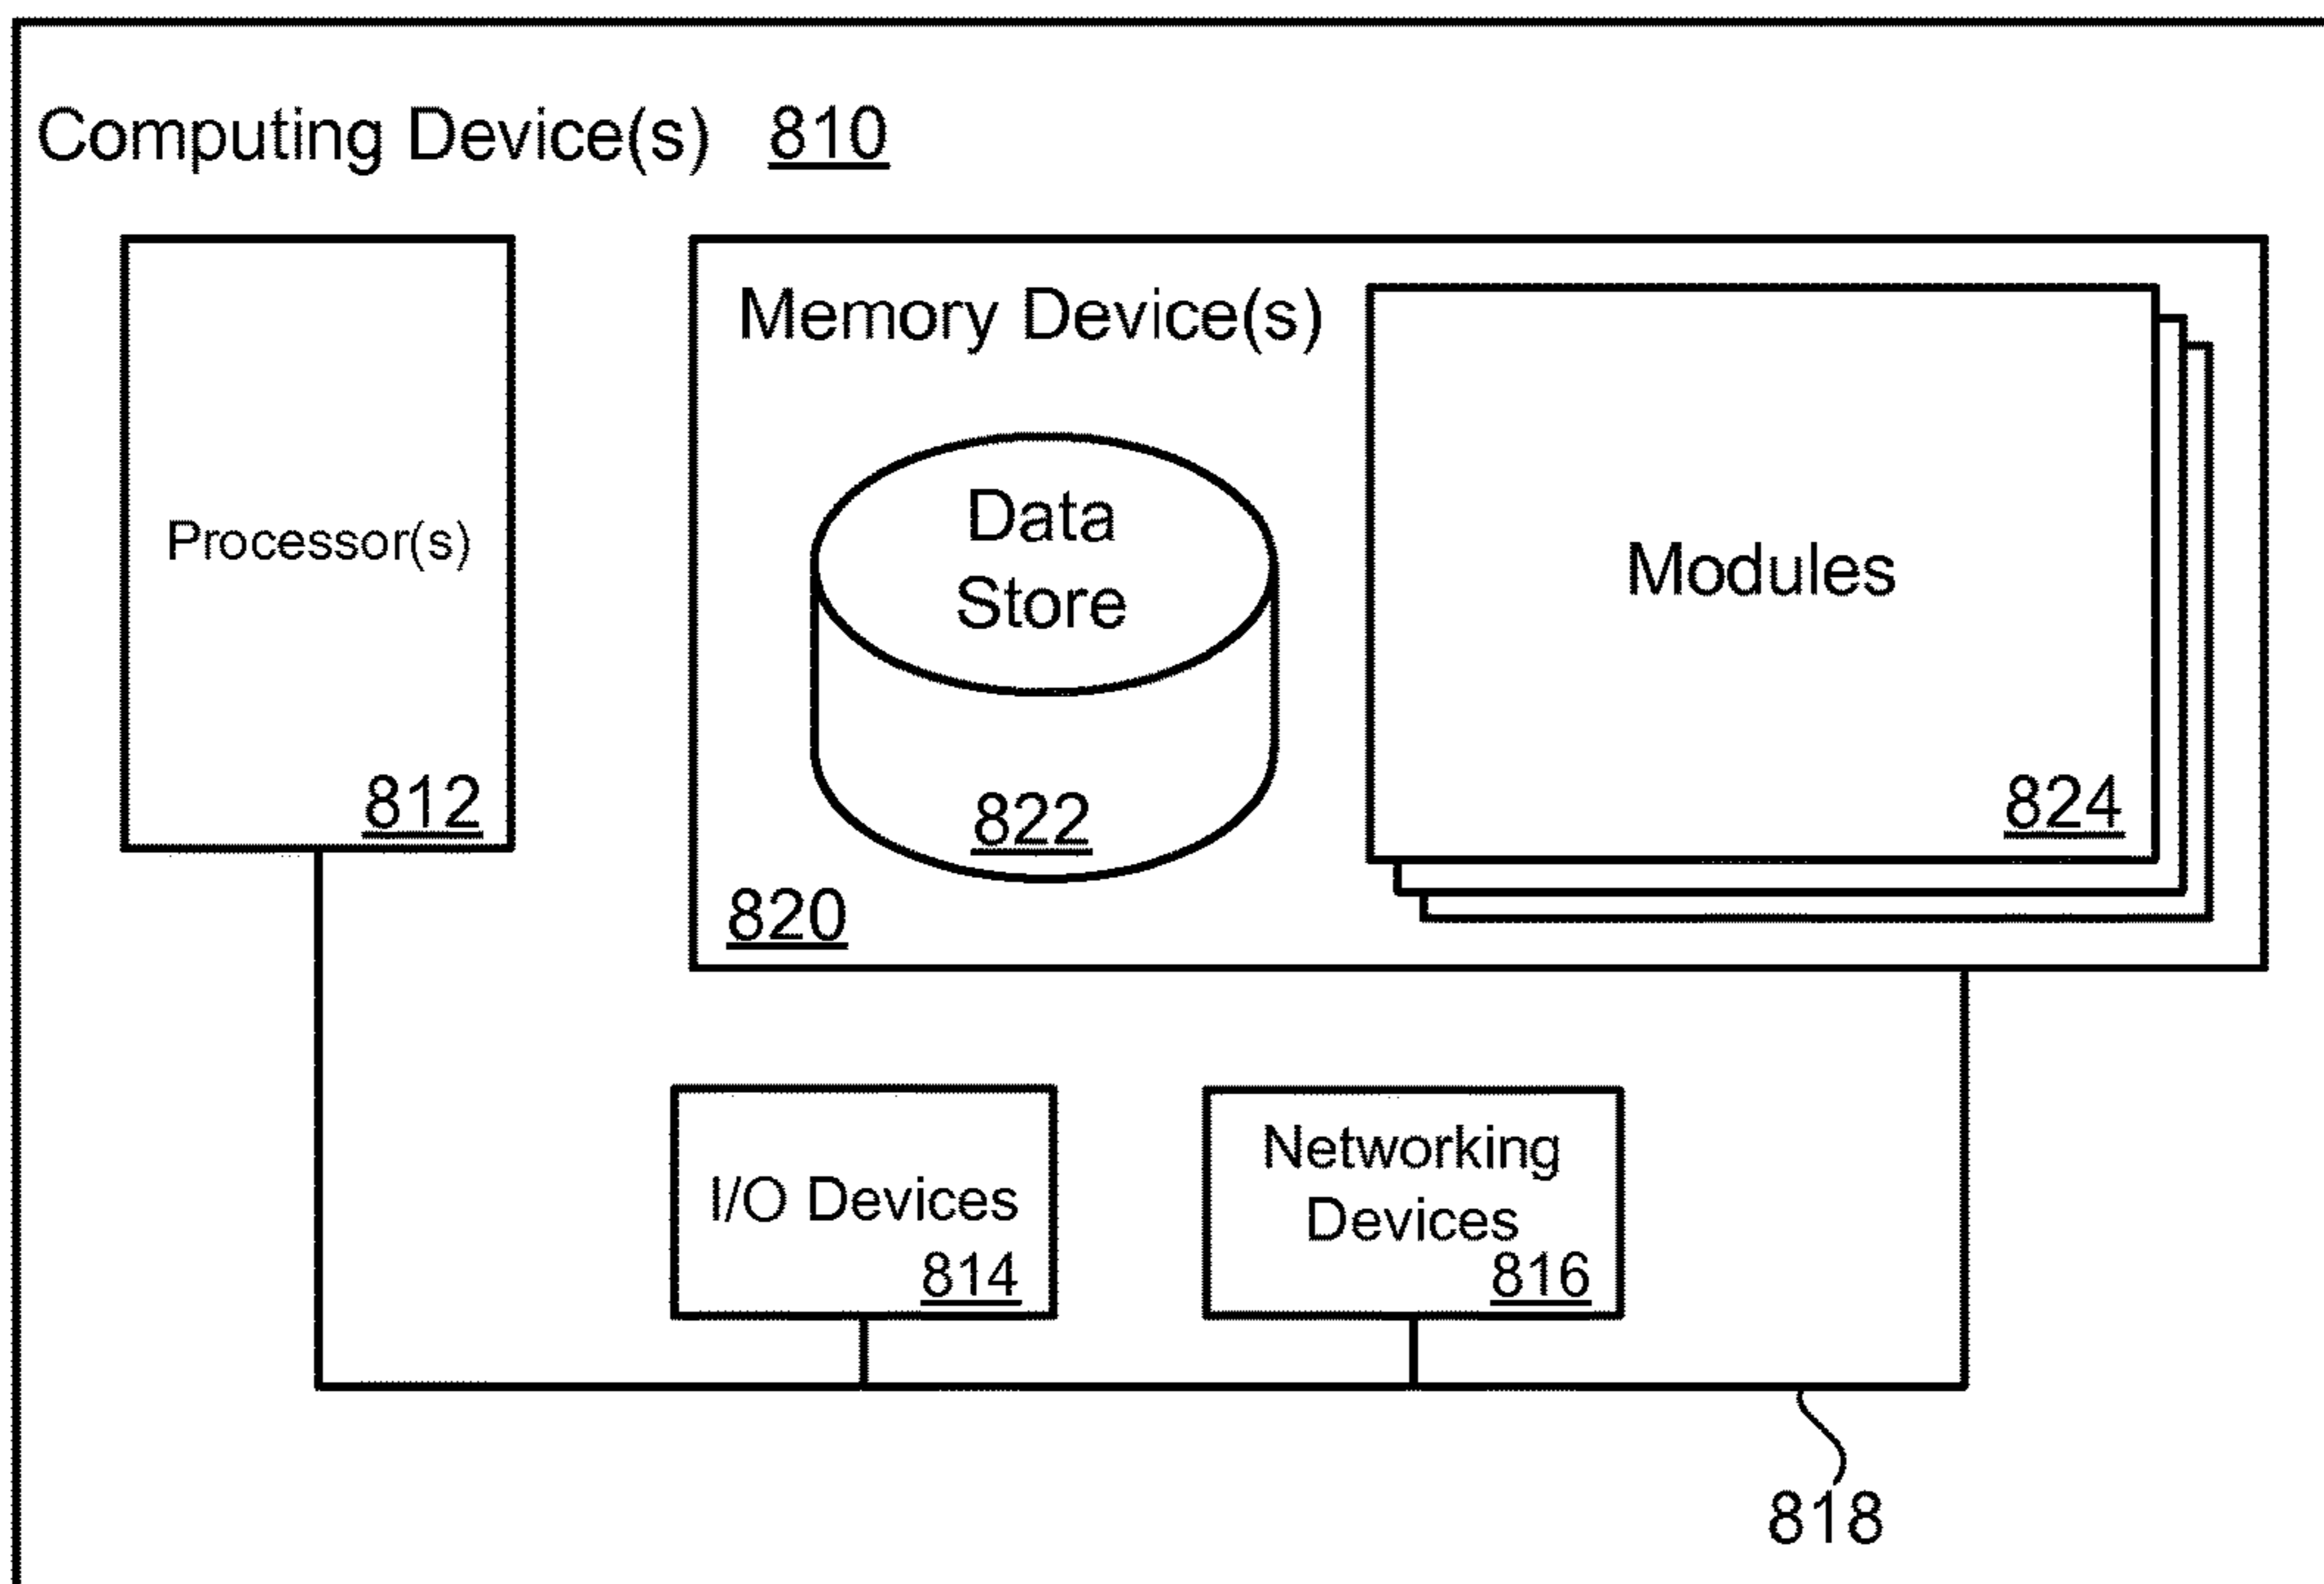 Computing Device(s) 810
Memory Device(s)
Processor(s)
812
Data
Store
822
820
Modules
824
I/O Devices
814
Networking
Devices
816
818